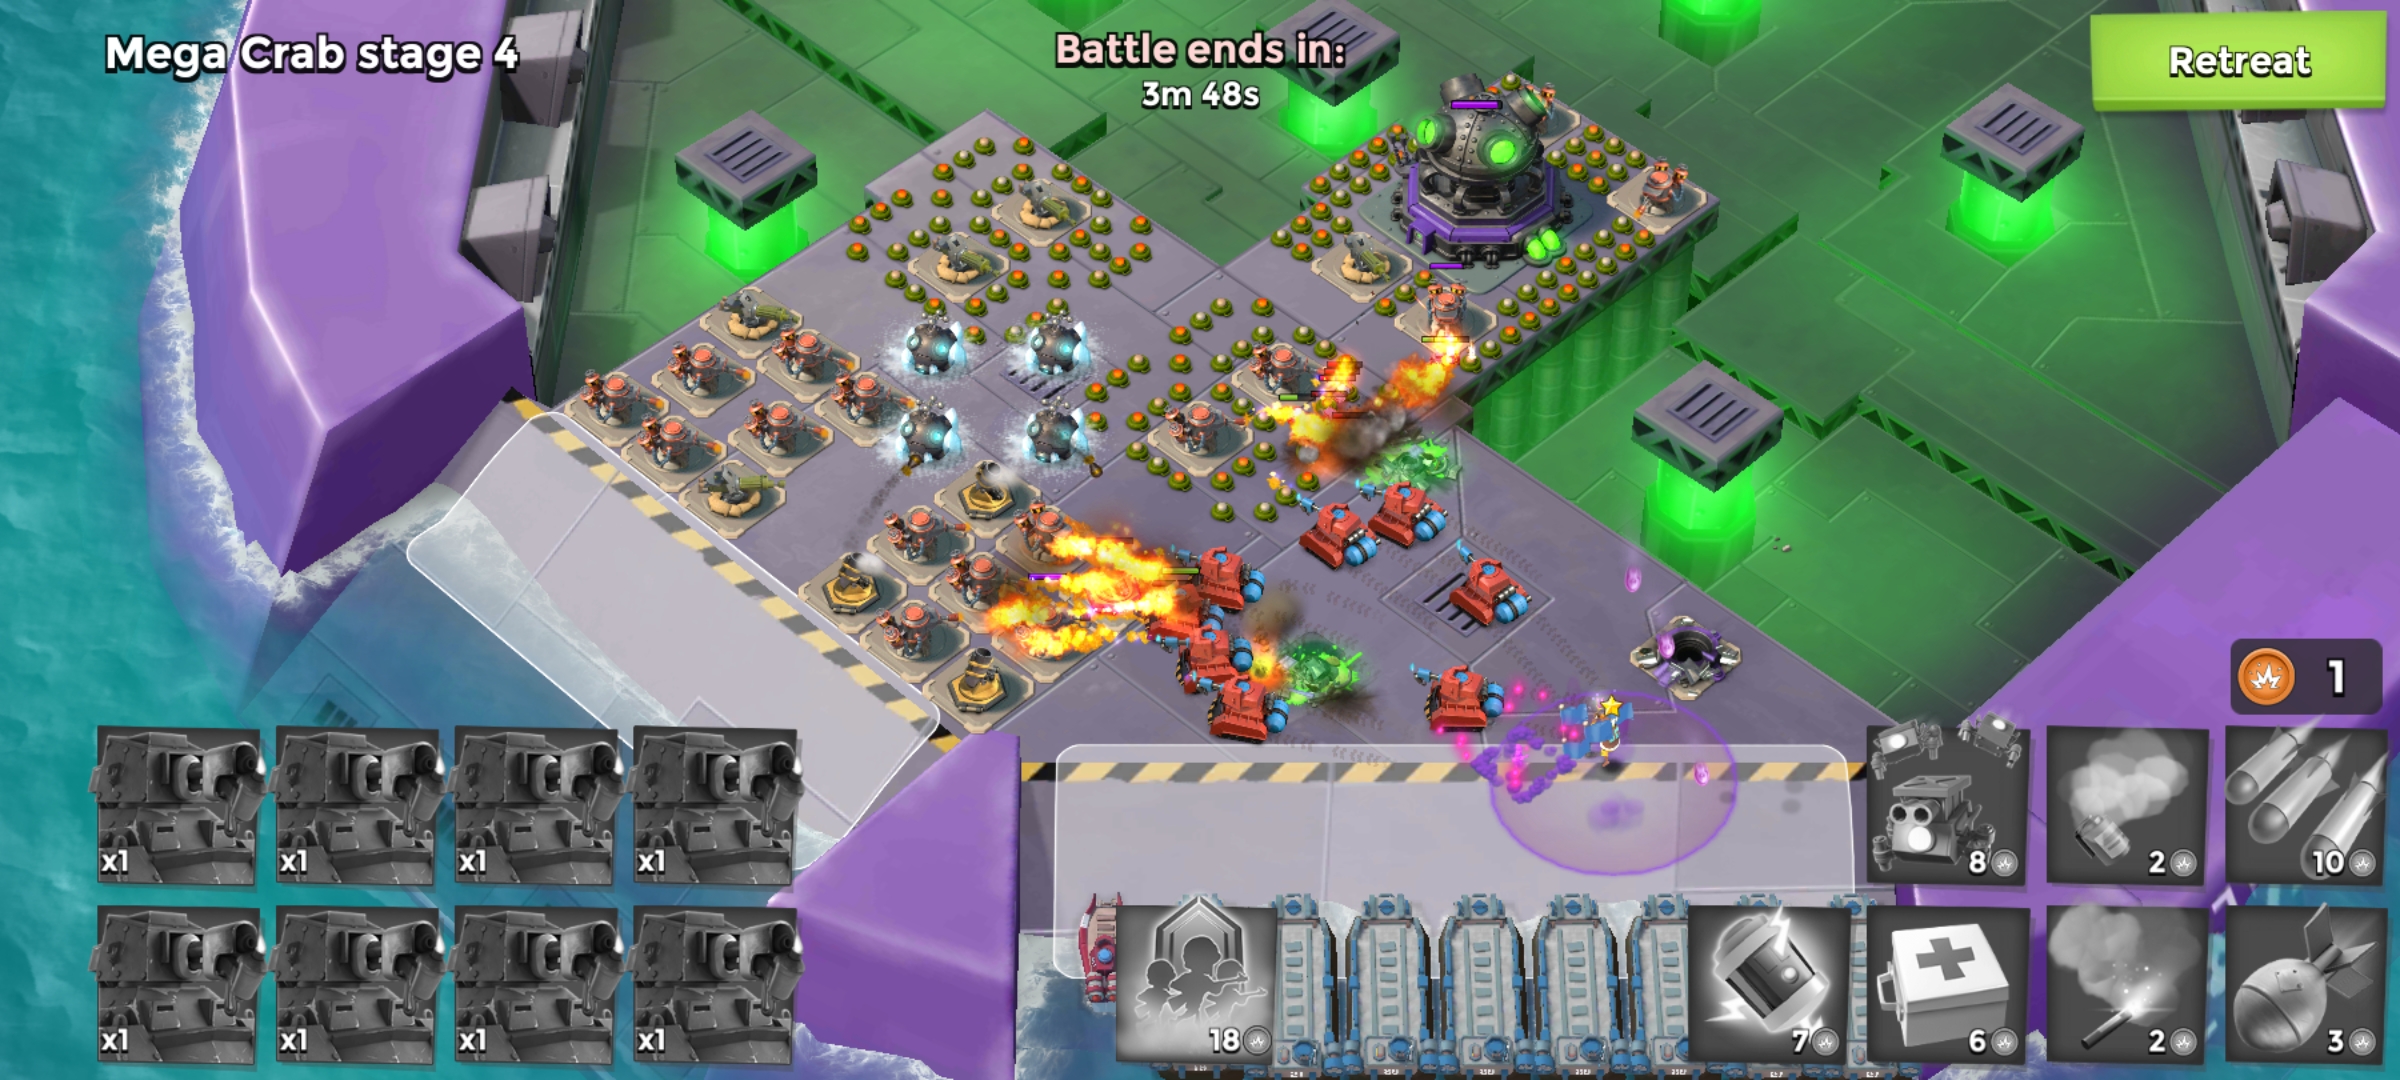 Mega Crab stage 4
Battle ends in:
3m 48s
Retreat
1
x1
x1
x1
x1
8
2
10
x1
x1
x1
x1
18
7
6
2
3